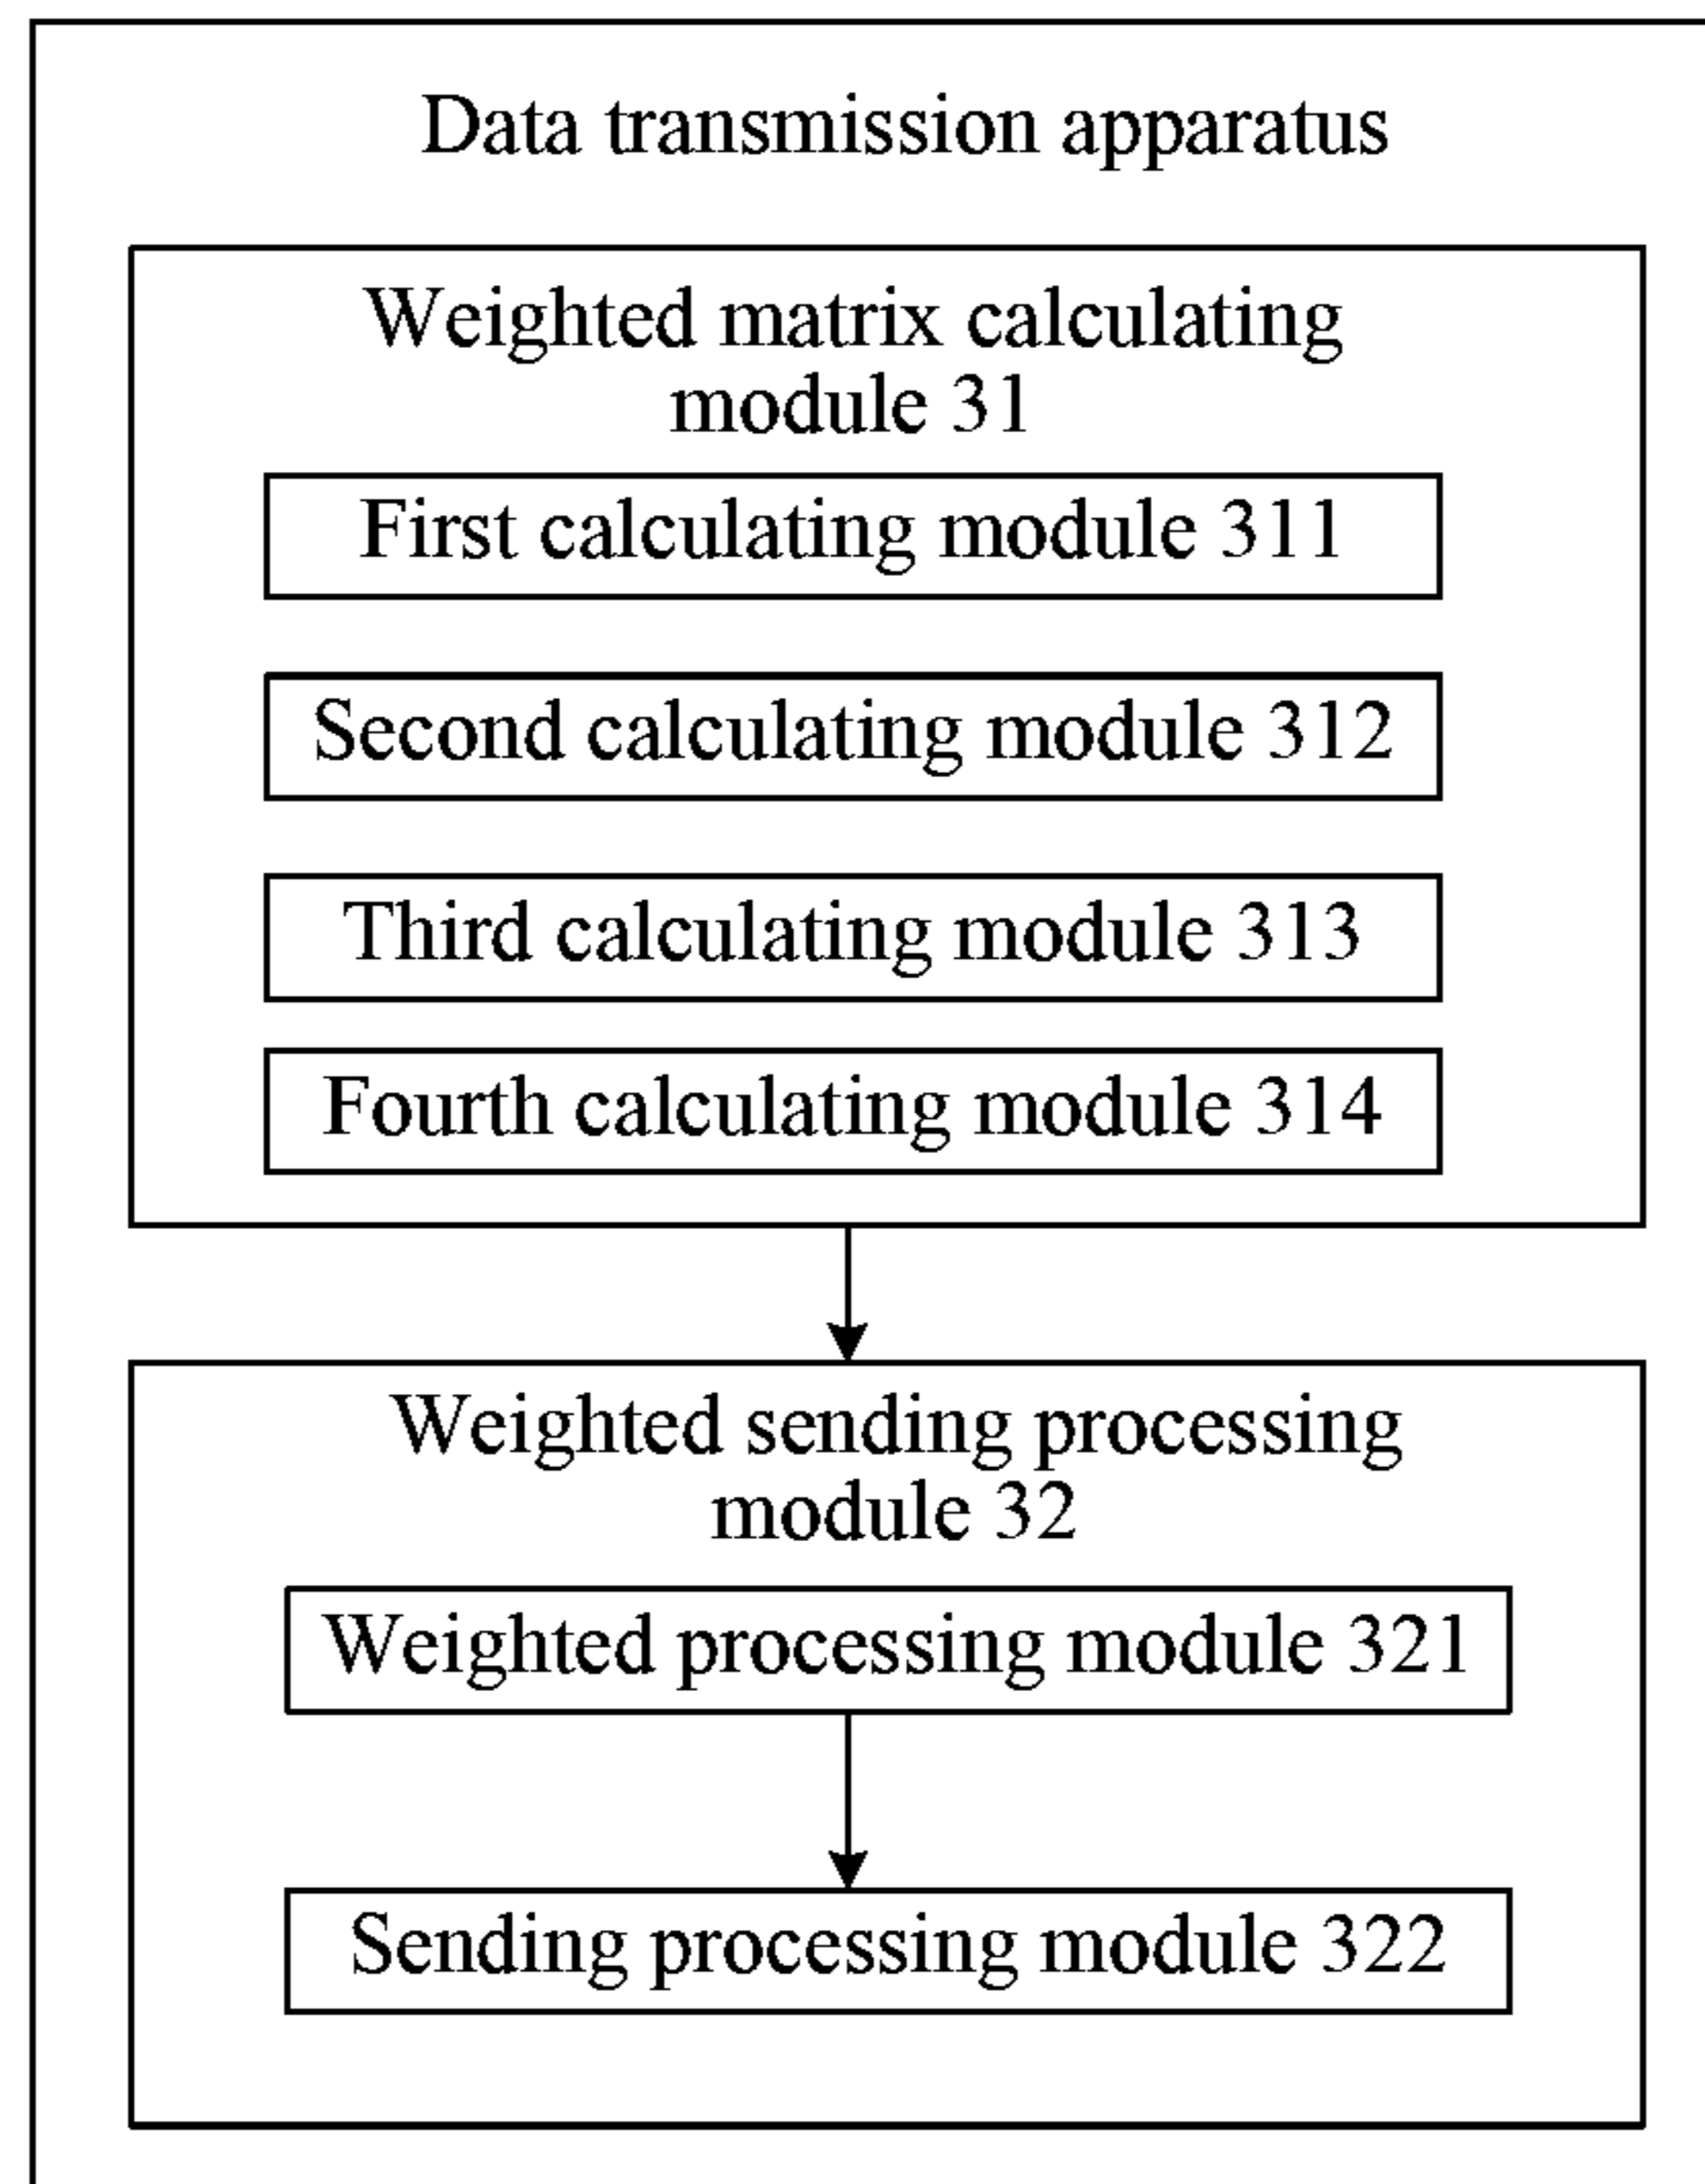 Data transmission apparatus
Weighted matrix calculating
module 31
First calculating module 311
Second calculating module 312
Third calculating module 313
Fourth calculating module 314
Weighted sending processing
module 32
Weighted processing module 321
Sending processing module 322